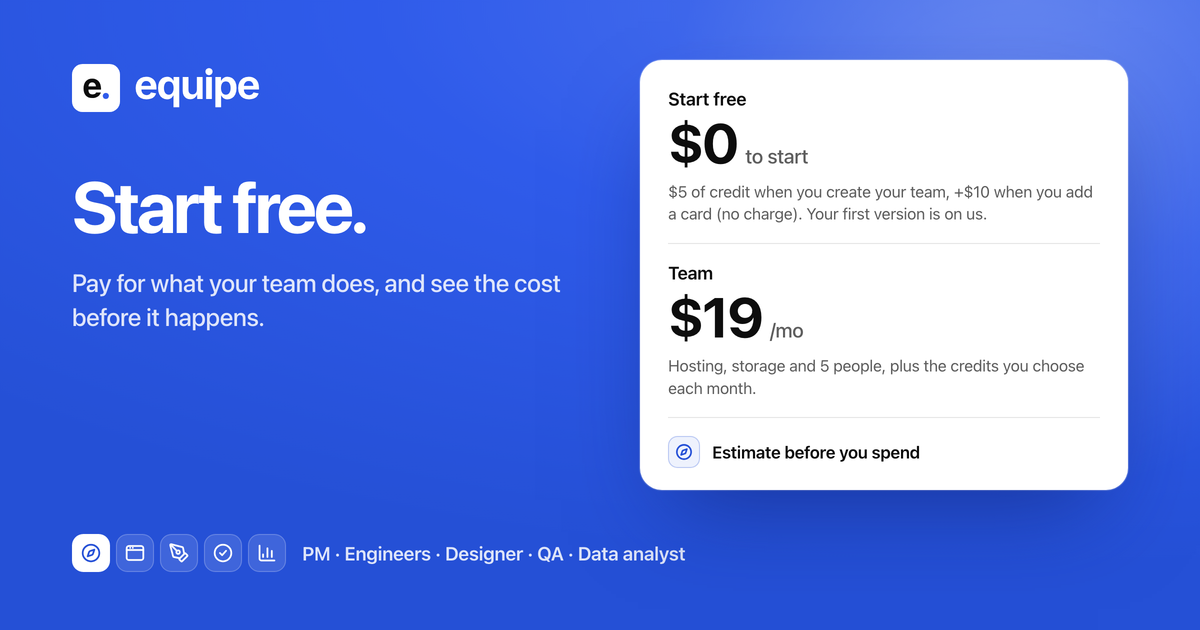 e. equipe
Start free.
Pay for what your team does, and see the cost
before it happens.
Start free
$0 to start
$5 of credit when you create your team, +$10 when you add
a card (no charge). Your first version is on us.
Team
$19 /mo
Hosting, storage and 5 people, plus the credits you choose
each month.
Estimate before you spend
PM · Engineers · Designer · QA · Data analyst